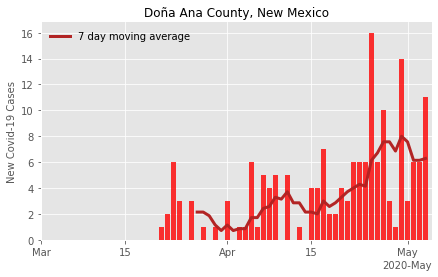 Doña Ana County, New Mexico
7 day moving average
New Covid-19 Cases
16
14
12
10
8
6
4
2
0
Mar 15 Apr 15 May
2020-May